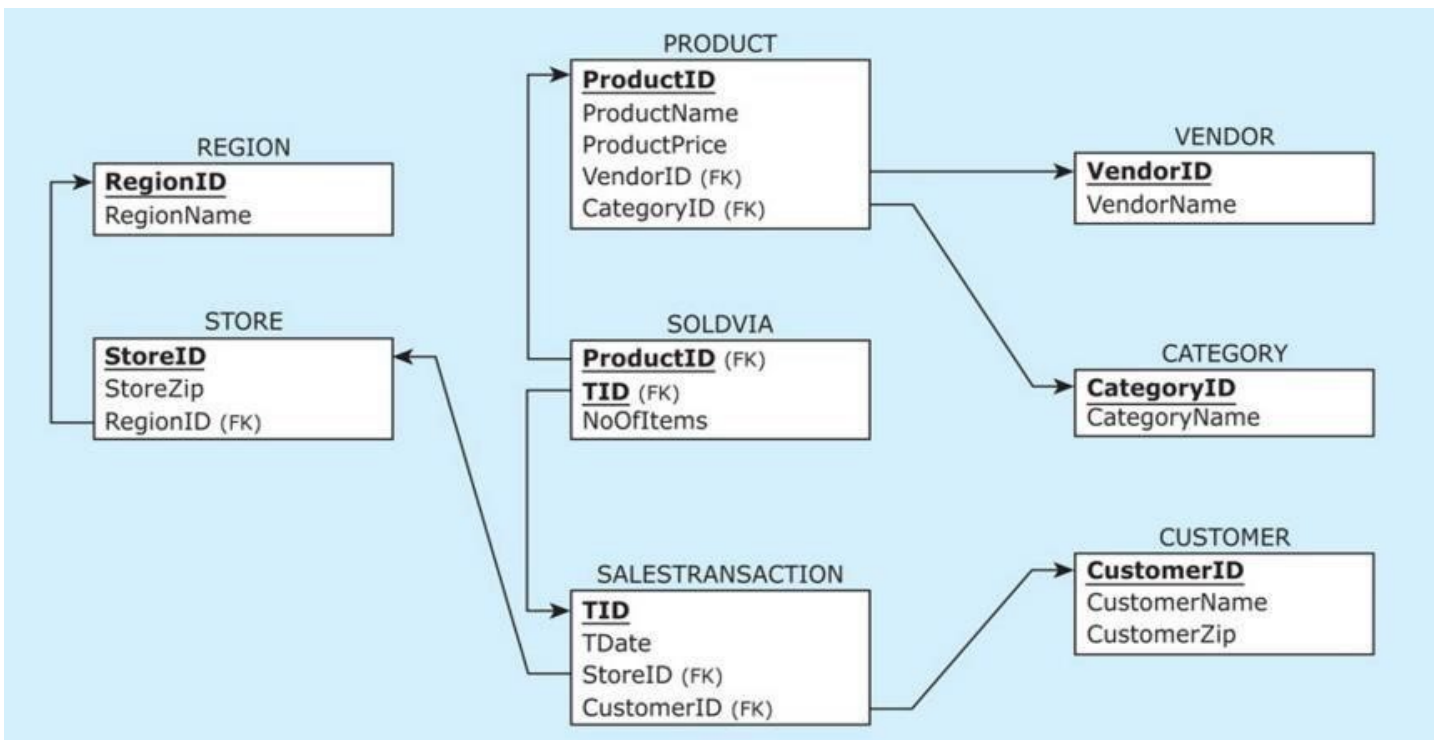 PRODUCT
ProductID
ProductName
ProductPrice
VendorID (FK)
CategoryID (FK)
REGION
RegionID
RegionName
VENDOR
VendorID
VendorName
STORE
StoreID
StoreZip
RegionID (FK)
SOLDVIA
ProductID (FK)
TID (FK)
NoOfItems
CATEGORY
CategoryID
CategoryName
SALESTRANSACTION
TID
TDate
StoreID (FK)
CustomerID (FK)
CUSTOMER
CustomerID
CustomerName
CustomerZip